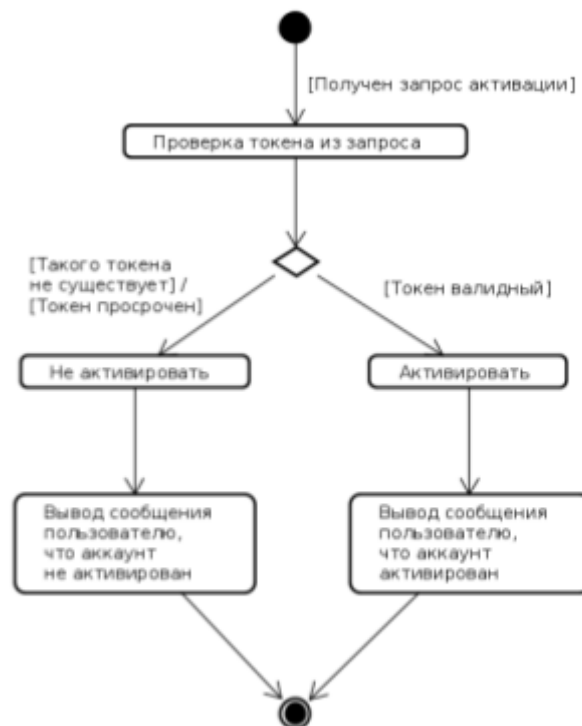 [Получен запрос активации]
Проверка токена из запроса
[Такого токена
не существует] /
[Токен просрочен]
[Токен валидный]
Не активировать
Активировать
Вывод сообщения
пользователю,
что аккаунт
не активирован
Вывод сообщения
пользователю,
что аккаунт
активирован